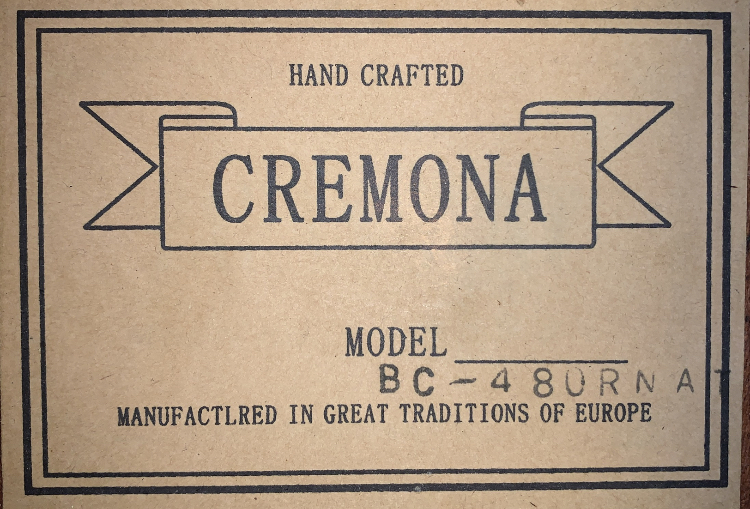 HAND CRAFTED
CREMONA
MODEL
BC-480RNAT
MANUFACTLRED IN GREAT TRADITIONS OF EUROPE